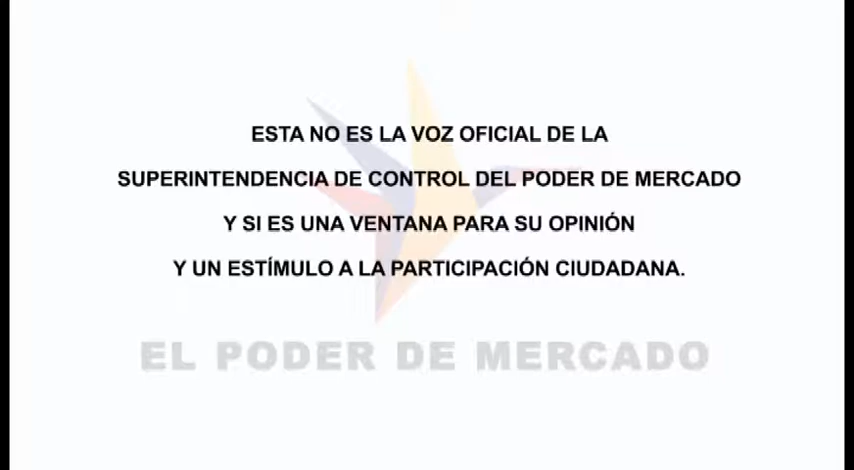 ESTA NO ES LA VOZ OFICIAL DE LA
SUPERINTENDENCIA DE CONTROL DEL PODER DE MERCADO
Y SI ES UNA VENTANA PARA SU OPINIÓN
Y UN ESTÍMULO A LA PARTICIPACIÓN CIUDADANA.
EL PODER DE MERCADO